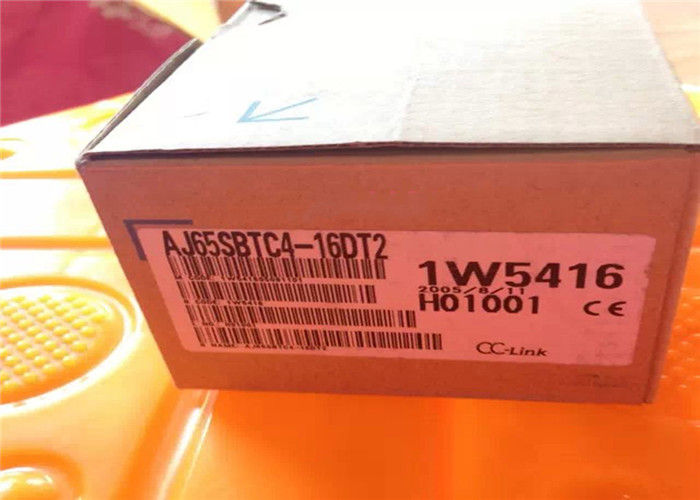 AJ65SBTC4-16DT2
1W5416
2005/8/11
H01001 CE
CC-Link